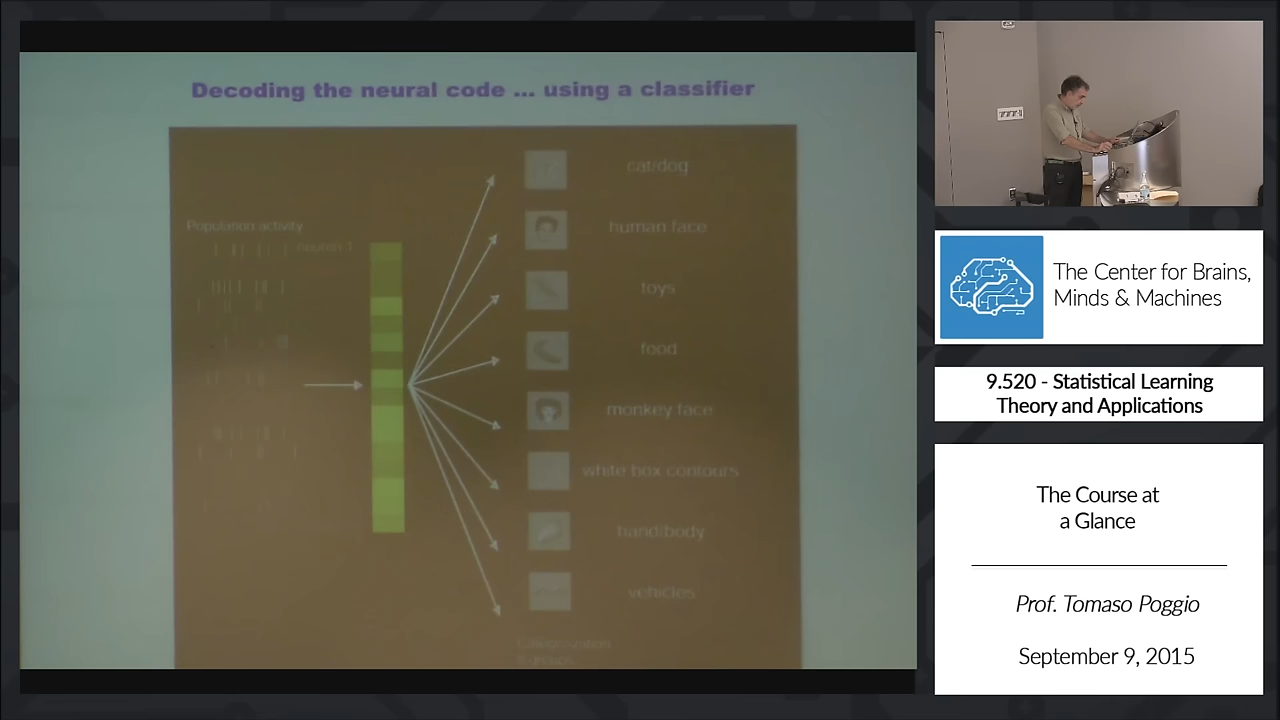 Decoding the neural code ... using a classifier
Population activity
neuron 1
cat/dog
human face
toys
food
monkey face
white box contours
hand/body
vehicles
The Center for Brains,
Minds & Machines
9.520 - Statistical Learning
Theory and Applications
The Course at
a Glance
Prof. Tomaso Poggio
September 9, 2015